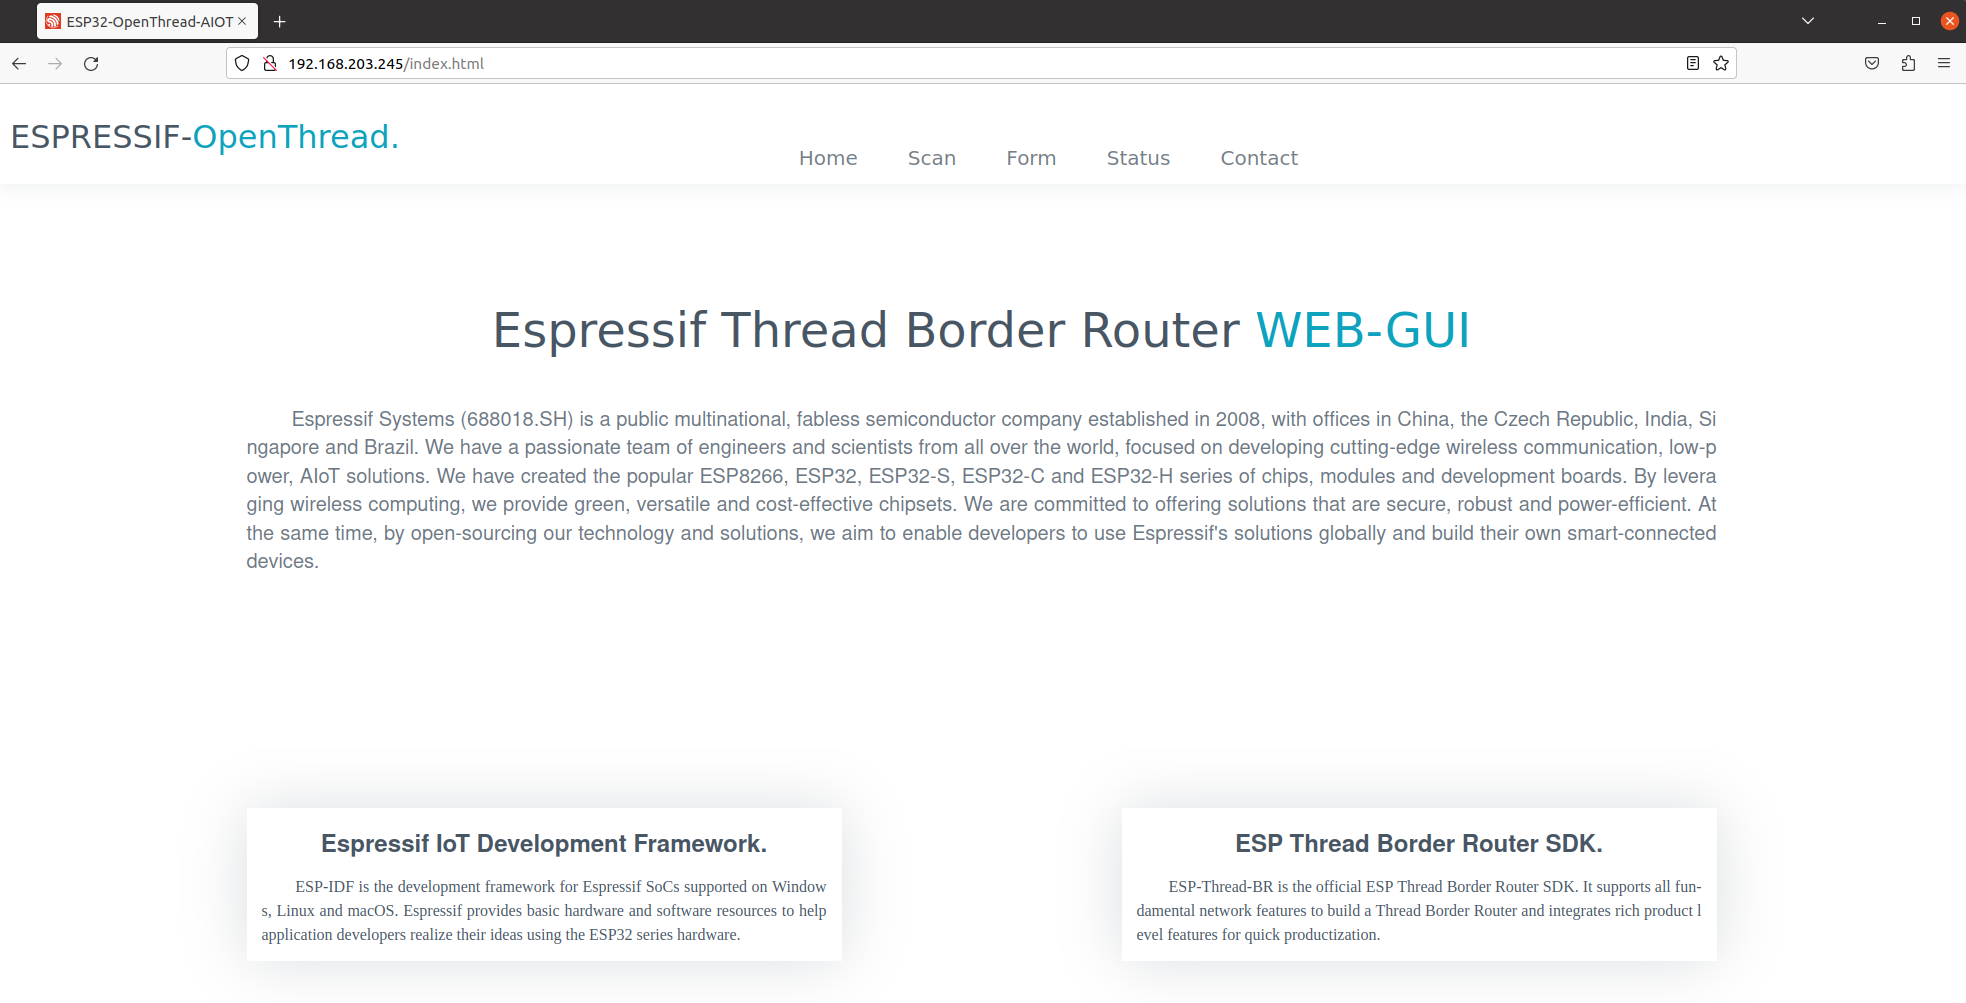 ESP32-OpenThread-AIOT
192.168.203.245/index.html
ESPRESSIF-OpenThread.
Home Scan Form Status Contact
Espressif Thread Border Router WEB-GUI
Espressif Systems (688018.SH) is a public multinational, fabless semiconductor company established in 2008, with offices in China, the Czech Republic, India, Si
ngapore and Brazil. We have a passionate team of engineers and scientists from all over the world, focused on developing cutting-edge wireless communication, low-p
ower, AIoT solutions. We have created the popular ESP8266, ESP32, ESP32-S, ESP32-C and ESP32-H series of chips, modules and development boards. By levera
ging wireless computing, we provide green, versatile and cost-effective chipsets. We are committed to offering solutions that are secure, robust and power-efficient. At
the same time, by open-sourcing our technology and solutions, we aim to enable developers to use Espressif's solutions globally and build their own smart-connected
devices.
Espressif IoT Development Framework.
ESP-IDF is the development framework for Espressif SoCs supported on Window
s, Linux and macOS. Espressif provides basic hardware and software resources to help
application developers realize their ideas using the ESP32 series hardware.
ESP Thread Border Router SDK.
ESP-Thread-BR is the official ESP Thread Border Router SDK. It supports all fun-
damental network features to build a Thread Border Router and integrates rich product l
evel features for quick productization.